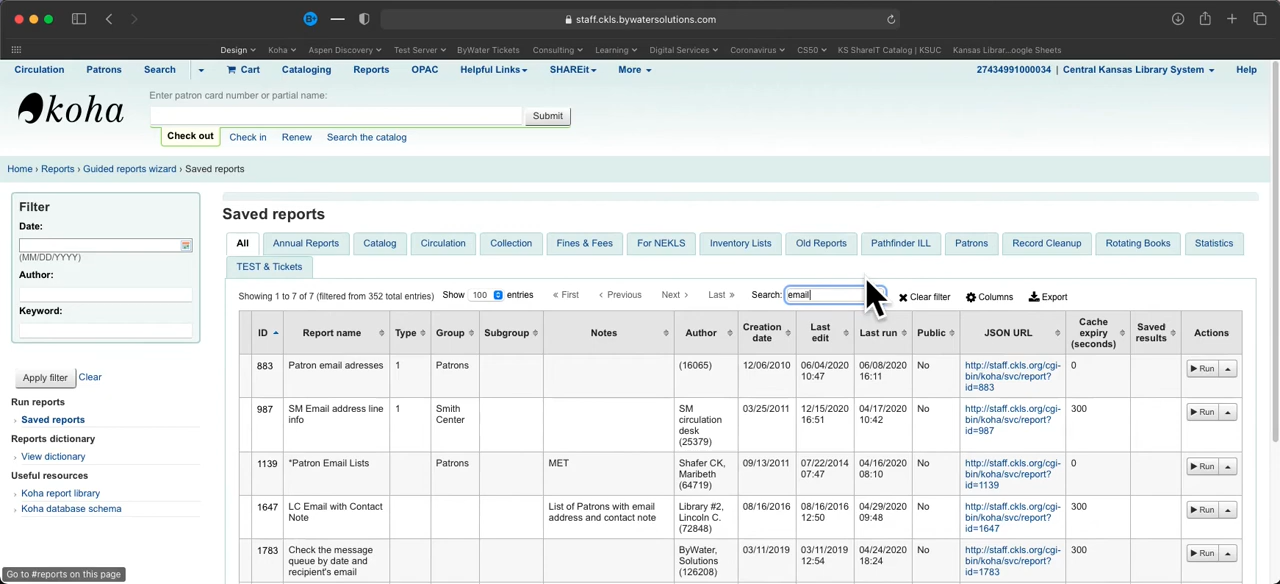 staff.ckls.bywatersolutions.com
Design Koha Aspen Discovery Test Server ByWater Tickets Consulting Learning Digital Services Coronavirus CS50 KS ShareIT Catalog | KSUC Kansas Librar...oogle Sheets
Circulation Patrons Search Cart Cataloging Reports OPAC Helpful Links SHAREit More 27434991000034 | Central Kansas Library System Help
koha
Enter patron card number or partial name:
Submit
Check out Check in Renew Search the catalog
Home › Reports › Guided reports wizard › Saved reports
Filter
Date:
(MM/DD/YYYY)
Author:
Keyword:
Apply filter Clear
Run reports
Saved reports
Reports dictionary
View dictionary
Useful resources
Koha report library
Koha database schema
Go to #reports on this page
Saved reports
All Annual Reports Catalog Circulation Collection Fines & Fees For NEKLS Inventory Lists Old Reports Pathfinder ILL Patrons Record Cleanup Rotating Books Statistics
TEST & Tickets
Showing 1 to 7 of 7 (filtered from 352 total entries) Show 100 entries « First ‹ Previous Next › Last » Search: email Clear filter Columns Export
ID Report name Type Group Subgroup Notes Author Creation date Last edit Last run Public JSON URL Cache expiry (seconds) Saved results Actions
883 Patron email adresses 1 Patrons (16065) 12/06/2010 06/04/2020 10:47 06/08/2020 16:11 No http://staff.ckls.org/cgi-bin/koha/svc/report?id=883 0 Run
987 SM Email address line info 1 Smith Center SM circulation desk (25379) 03/25/2011 12/15/2020 16:51 04/17/2020 10:42 No http://staff.ckls.org/cgi-bin/koha/svc/report?id=987 300 Run
1139 *Patron Email Lists Patrons MET Shafer CK, Maribeth (64719) 09/13/2011 07/22/2014 07:47 04/16/2020 08:10 No http://staff.ckls.org/cgi-bin/koha/svc/report?id=1139 0 Run
1647 LC Email with Contact Note List of Patrons with email address and contact note Library #2, Lincoln C. (72848) 08/16/2016 08/16/2016 12:50 04/29/2020 09:48 No http://staff.ckls.org/cgi-bin/koha/svc/report?id=1647 300 Run
1783 Check the message queue by date and recipient's email ByWater, Solutions (126208) 03/11/2019 03/11/2019 12:54 04/24/2020 18:24 No http://staff.ckls.org/cgi-bin/koha/svc/report?id=1783 300 Run